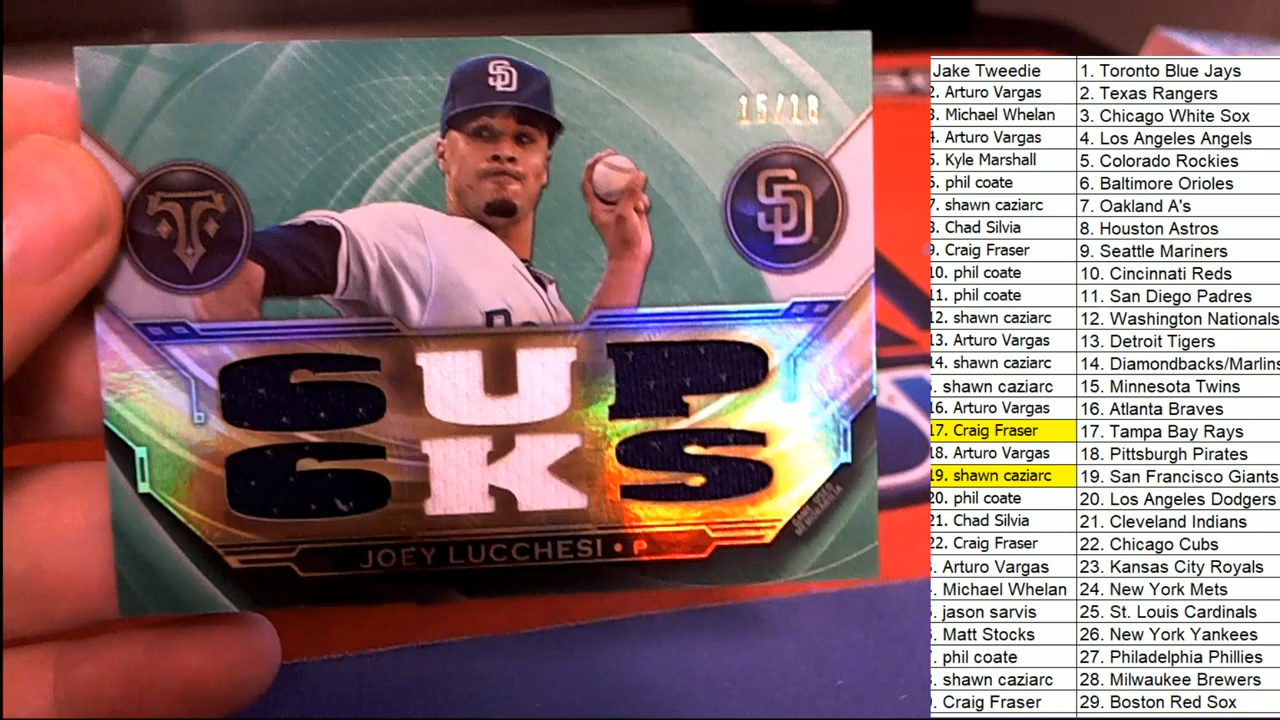 SD
15/18
SD
6 U P
6 K S
JOEY LUCCHESI • P
Jake Tweedie 1. Toronto Blue Jays
2. Arturo Vargas 2. Texas Rangers
3. Michael Whelan 3. Chicago White Sox
4. Arturo Vargas 4. Los Angeles Angels
5. Kyle Marshall 5. Colorado Rockies
6. phil coate 6. Baltimore Orioles
7. shawn caziarc 7. Oakland A's
8. Chad Silvia 8. Houston Astros
9. Craig Fraser 9. Seattle Mariners
10. phil coate 10. Cincinnati Reds
11. phil coate 11. San Diego Padres
12. shawn caziarc 12. Washington Nationals
13. Arturo Vargas 13. Detroit Tigers
14. shawn caziarc 14. Diamondbacks/Marlins
. shawn caziarc 15. Minnesota Twins
16. Arturo Vargas 16. Atlanta Braves
17. Craig Fraser 17. Tampa Bay Rays
18. Arturo Vargas 18. Pittsburgh Pirates
19. shawn caziarc 19. San Francisco Giants
20. phil coate 20. Los Angeles Dodgers
21. Chad Silvia 21. Cleveland Indians
22. Craig Fraser 22. Chicago Cubs
. Arturo Vargas 23. Kansas City Royals
. Michael Whelan 24. New York Mets
. jason sarvis 25. St. Louis Cardinals
. Matt Stocks 26. New York Yankees
. phil coate 27. Philadelphia Phillies
. shawn caziarc 28. Milwaukee Brewers
. Craig Fraser 29. Boston Red Sox